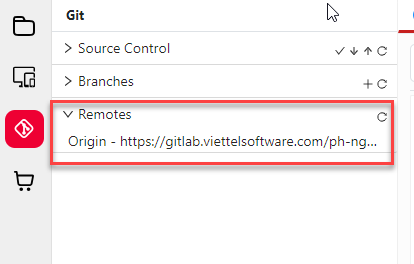 Git
Source Control
Branches
Remotes
Origin - https://gitlab.viettelsoftware.com/ph-ng...